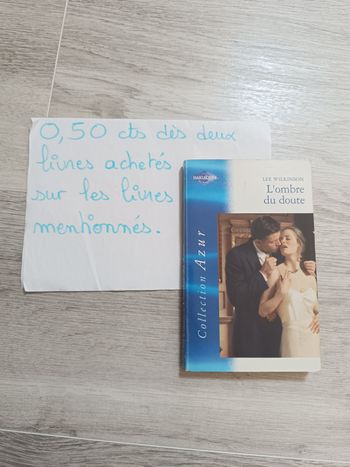 0,50 cts dès deux
livres achetés
sur les livres
mentionnés.
HARLEQUIN
LEE WILKINSON
L'ombre
du doute
Collection Azur